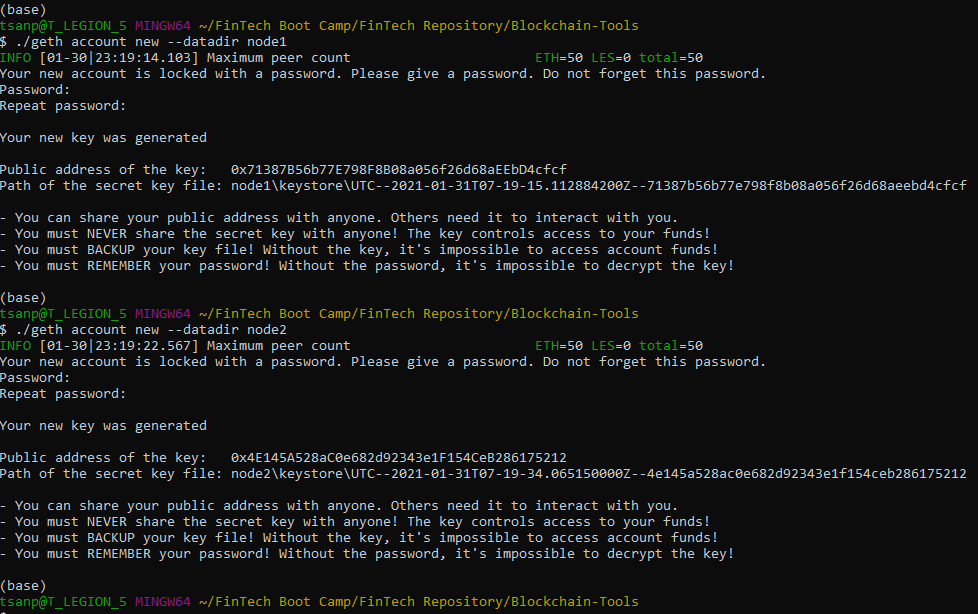 (base)
tsanp@T_LEGION_5 MINGW64 ~/FinTech Boot Camp/FinTech Repository/Blockchain-Tools
$ ./geth account new --datadir node1
INFO [01-30|23:19:14.103] Maximum peer count                       ETH=50 LES=0 total=50
Your new account is locked with a password. Please give a password. Do not forget this password.
Password:
Repeat password:

Your new key was generated

Public address of the key:   0x71387B56b77E798F8B08a056f26d68aEEbD4cfcf
Path of the secret key file: node1\keystore\UTC--2021-01-31T07-19-15.112884200Z--71387b56b77e798f8b08a056f26d68aeebd4cfcf

- You can share your public address with anyone. Others need it to interact with you.
- You must NEVER share the secret key with anyone! The key controls access to your funds!
- You must BACKUP your key file! Without the key, it's impossible to access account funds!
- You must REMEMBER your password! Without the password, it's impossible to decrypt the key!

(base)
tsanp@T_LEGION_5 MINGW64 ~/FinTech Boot Camp/FinTech Repository/Blockchain-Tools
$ ./geth account new --datadir node2
INFO [01-30|23:19:22.567] Maximum peer count                       ETH=50 LES=0 total=50
Your new account is locked with a password. Please give a password. Do not forget this password.
Password:
Repeat password:

Your new key was generated

Public address of the key:   0x4E145A528aC0e682d92343e1F154CeB286175212
Path of the secret key file: node2\keystore\UTC--2021-01-31T07-19-34.065150000Z--4e145a528ac0e682d92343e1f154ceb286175212

- You can share your public address with anyone. Others need it to interact with you.
- You must NEVER share the secret key with anyone! The key controls access to your funds!
- You must BACKUP your key file! Without the key, it's impossible to access account funds!
- You must REMEMBER your password! Without the password, it's impossible to decrypt the key!

(base)
tsanp@T_LEGION_5 MINGW64 ~/FinTech Boot Camp/FinTech Repository/Blockchain-Tools